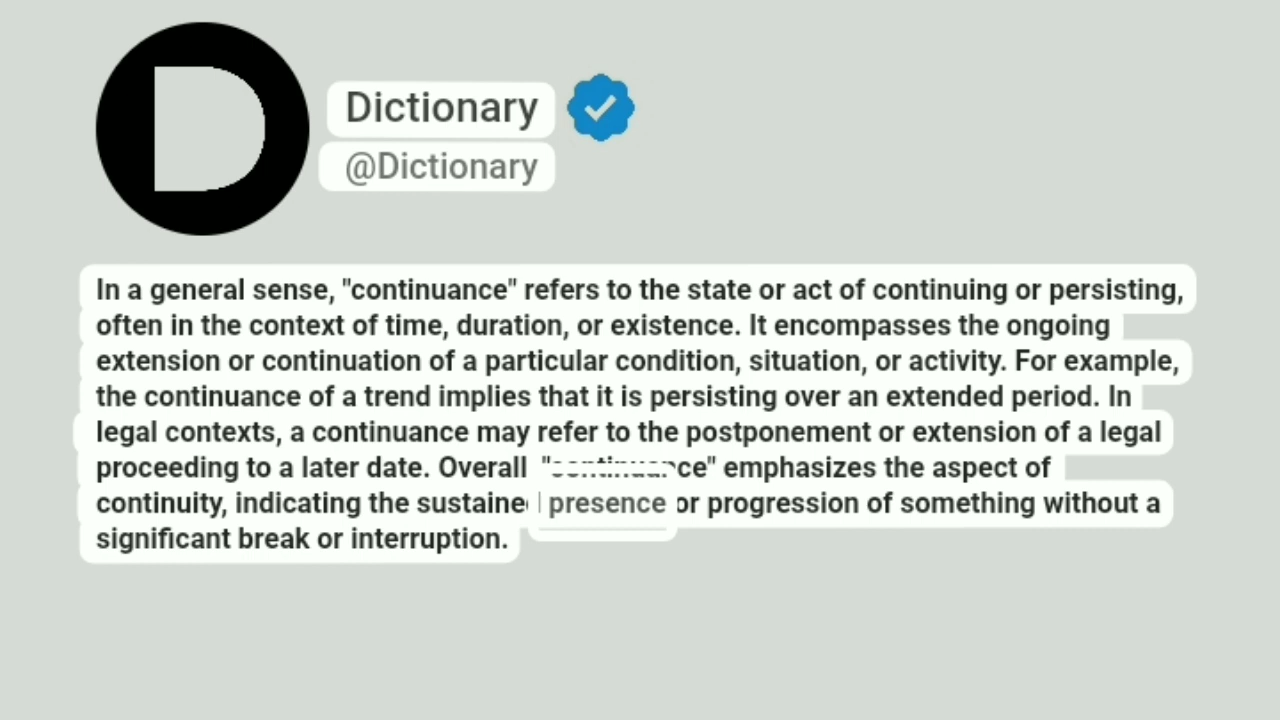 D
Dictionary
@Dictionary
In a general sense, "continuance" refers to the state or act of continuing or persisting,
often in the context of time, duration, or existence. It encompasses the ongoing
extension or continuation of a particular condition, situation, or activity. For example,
the continuance of a trend implies that it is persisting over an extended period. In
legal contexts, a continuance may refer to the postponement or extension of a legal
proceeding to a later date. Overall "continuance" emphasizes the aspect of
continuity, indicating the sustained presence or progression of something without a
significant break or interruption.